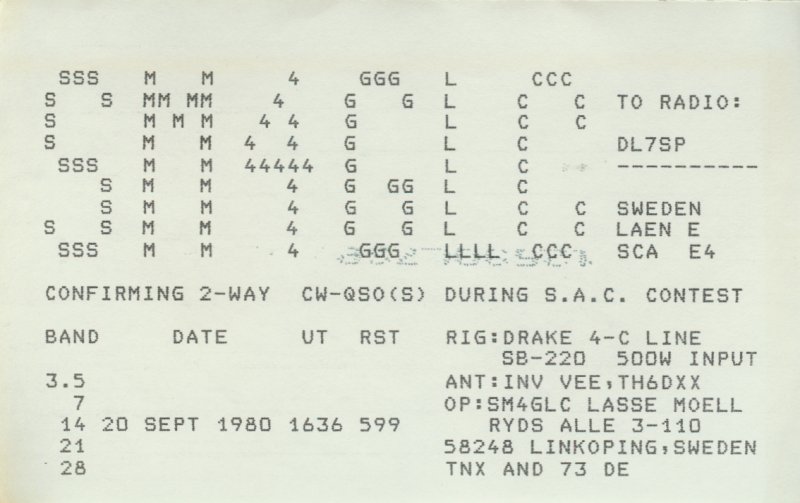 SSS   M   M     4    GGG   L     CCC
S   S  MM MM    4    G   G  L    C   C  TO RADIO:
S      M M M   4 4   G      L    C   C
S      M   M  4  4   G      L    C      DL7SP
 SSS   M   M  44444  G      L    C      ----------
    S  M   M     4   G  GG  L    C
    S  M   M     4   G   G  L    C   C  SWEDEN
S   S  M   M     4   G   G  L    C   C  LAEN E
 SSS   M   M     4    GGG   LLLL  CCC   SCA  E4
CONFIRMING 2-WAY  CW-QSO(S) DURING S.A.C. CONTEST
BAND     DATE     UT  RST   RIG:DRAKE 4-C LINE
SB-220  500W INPUT
3.5                         ANT:INV VEE,TH6DXX
7                         OP:SM4GLC LASSE MOELL
14 20 SEPT 1980 1636 599      RYDS ALLE 3-110
21                         58248 LINKOPING,SWEDEN
28                         TNX AND 73 DE